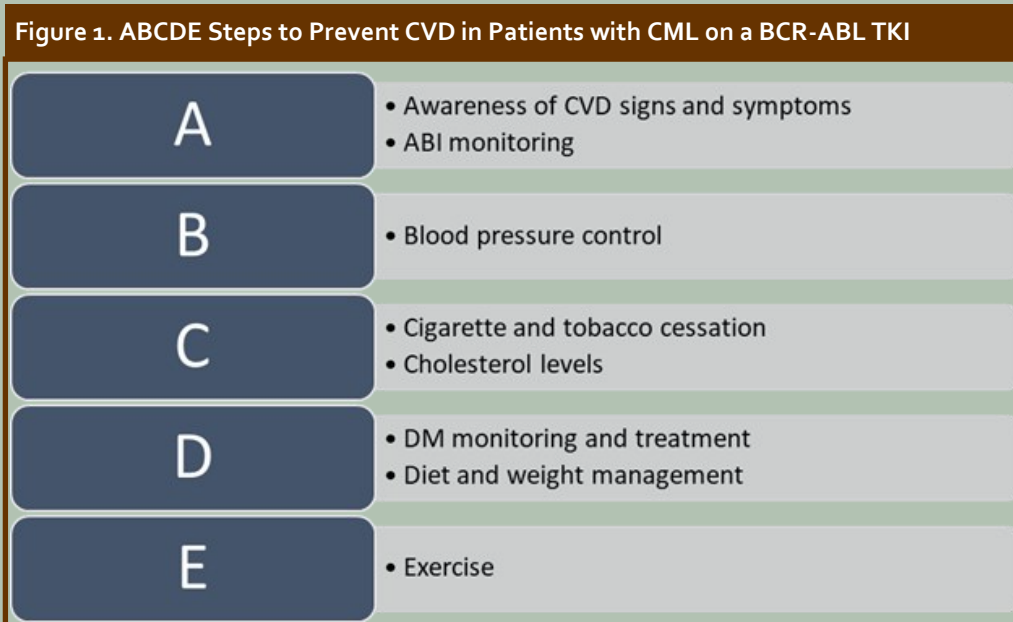 Figure 1. ABCDE Steps to Prevent CVD in Patients with CML on a BCR-ABL TKI
A
• Awareness of CVD signs and symptoms
• ABI monitoring
B
• Blood pressure control
C
• Cigarette and tobacco cessation
• Cholesterol levels
D
• DM monitoring and treatment
• Diet and weight management
E
• Exercise